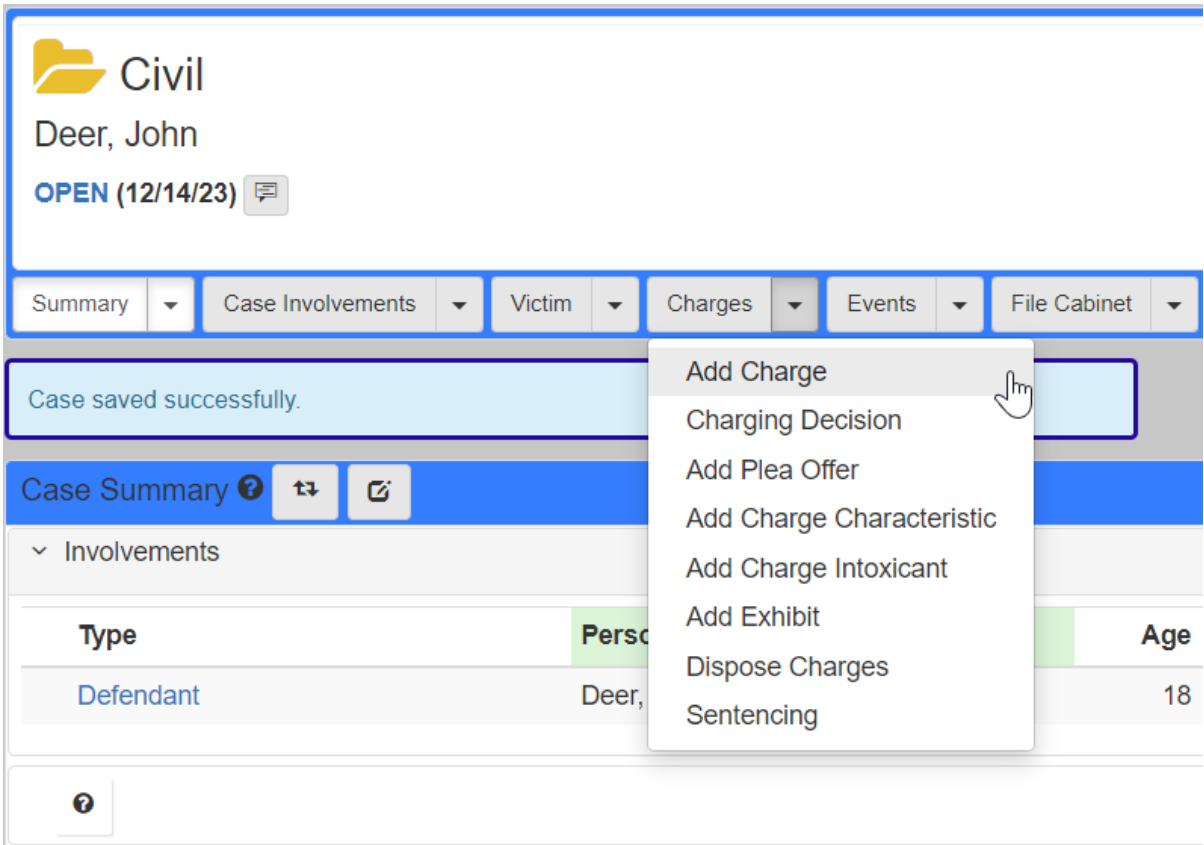 Civil
Deer, John
OPEN (12/14/23)
Summary Case Involvements Victim Charges Events File Cabinet
Case saved successfully.
Add Charge
Charging Decision
Add Plea Offer
Add Charge Characteristic
Add Charge Intoxicant
Add Exhibit
Dispose Charges
Sentencing
Case Summary ?
Involvements
Type Perso Age
Defendant Deer, 18
?